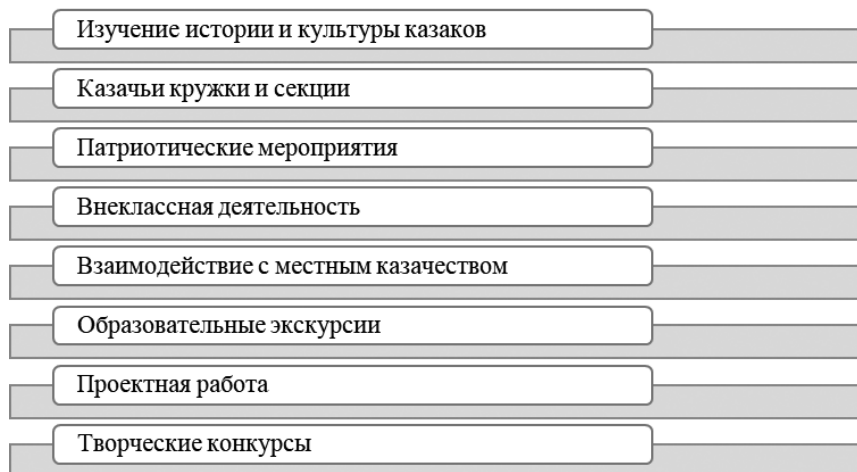 Изучение истории и культуры казаков
Казачьи кружки и секции
Патриотические мероприятия
Внеклассная деятельность
Взаимодействие с местным казачеством
Образовательные экскурсии
Проектная работа
Творческие конкурсы